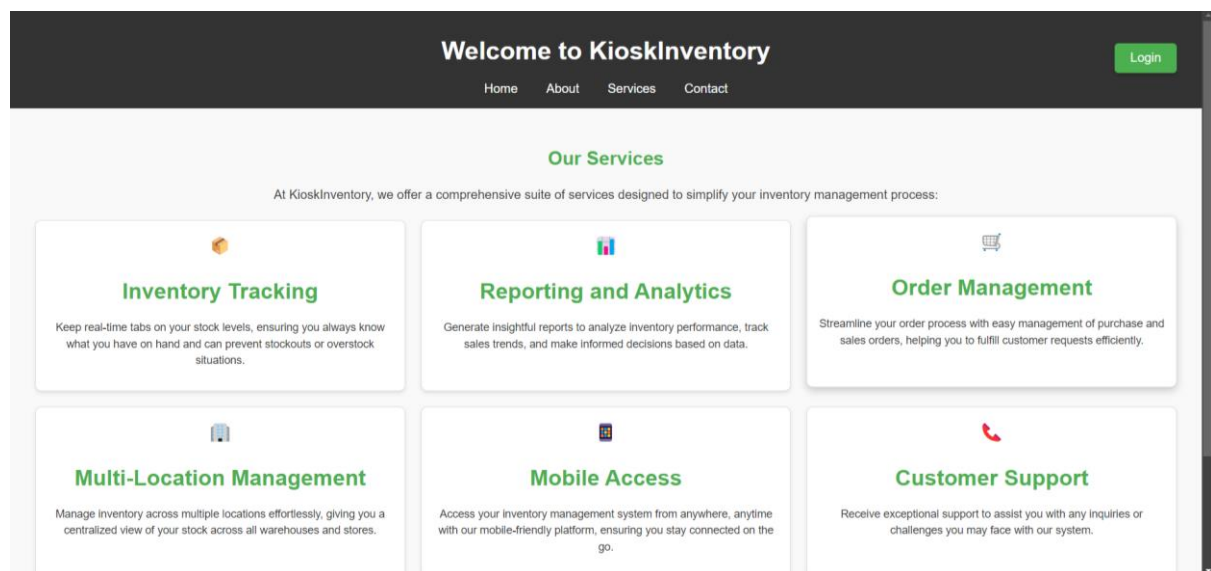 Welcome to KioskInventory
Login
Home About Services Contact
Our Services
At KioskInventory, we offer a comprehensive suite of services designed to simplify your inventory management process:
Inventory Tracking
Keep real-time tabs on your stock levels, ensuring you always know
what you have on hand and can prevent stockouts or overstock
situations.
Reporting and Analytics
Generate insightful reports to analyze inventory performance, track
sales trends, and make informed decisions based on data.
Order Management
Streamline your order process with easy management of purchase and
sales orders, helping you to fulfill customer requests efficiently.
Multi-Location Management
Manage inventory across multiple locations effortlessly, giving you a
centralized view of your stock across all warehouses and stores.
Mobile Access
Access your inventory management system from anywhere, anytime
with our mobile-friendly platform, ensuring you stay connected on the
go.
Customer Support
Receive exceptional support to assist you with any inquiries or
challenges you may face with our system.